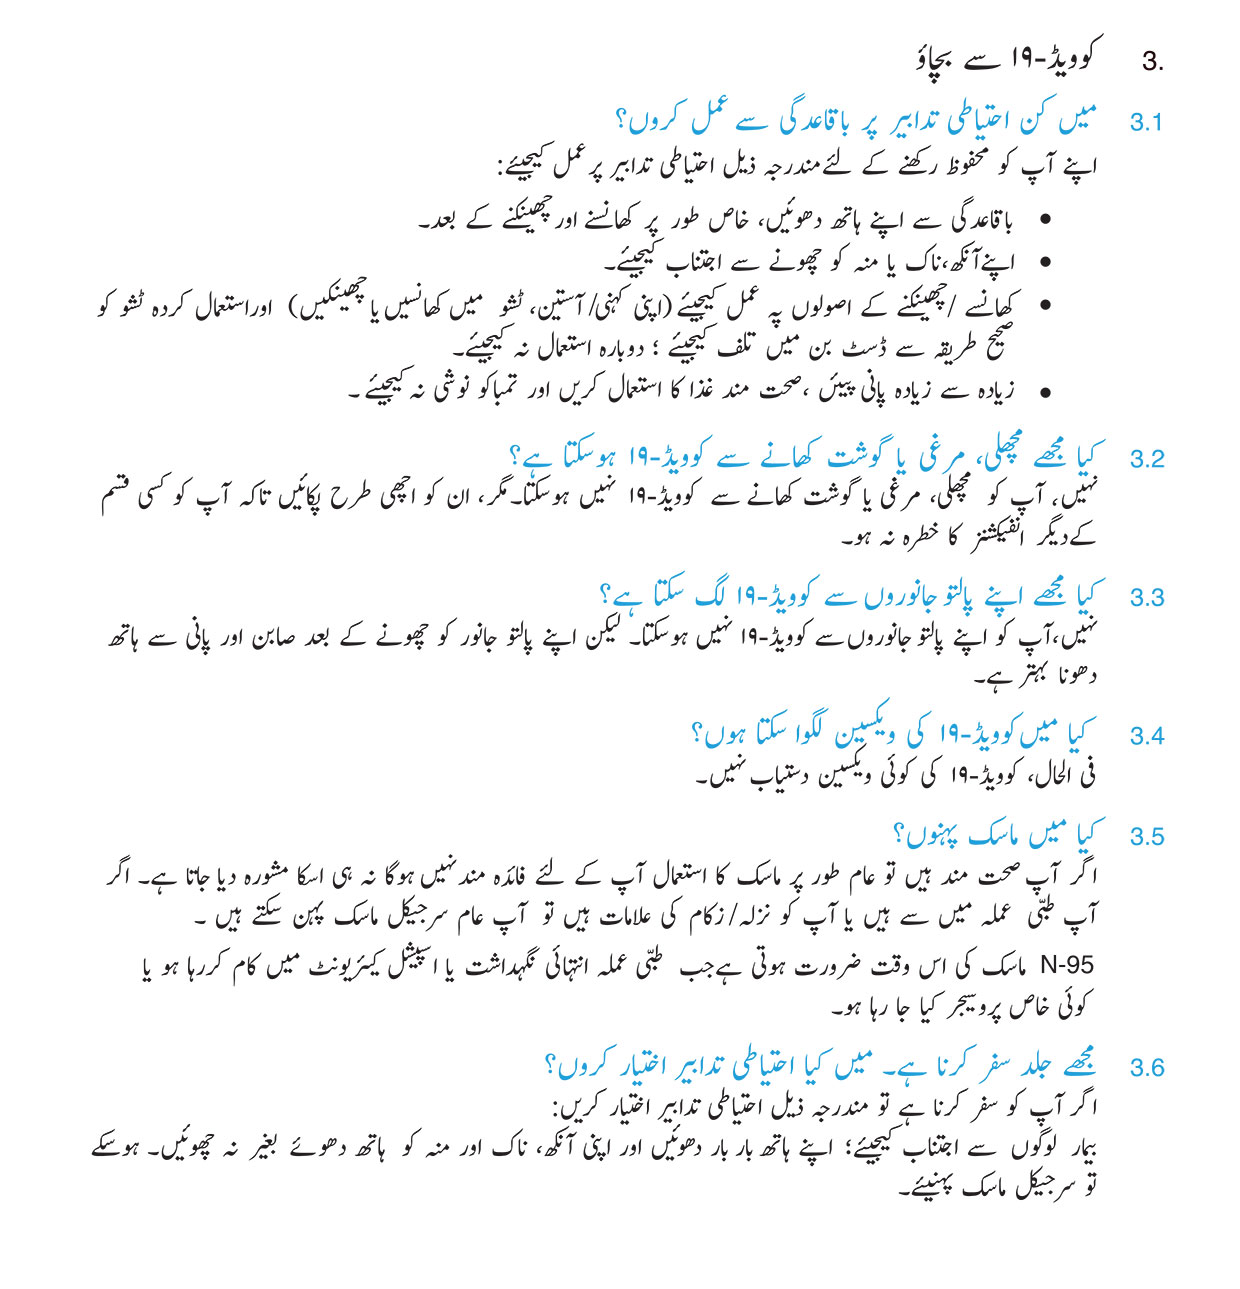 3. کوویڈ-۱۹ سے بچاؤ
3.1 میں کن احتیاطی تدابیر پر باقاعدگی سے عمل کروں؟
اپنے آپ کو محفوظ رکھنے کے لئے مندرجہ ذیل احتیاطی تدابیر پر عمل کیجیئے:
• باقاعدگی سے اپنے ہاتھ دھوئیں، خاص طور پر کھانسنے اور چھینکنے کے بعد۔
• اپنے آنکھ، ناک یا منہ کو چھونے سے اجتناب کیجیئے۔
• کھانسے / چھینکنے کے اصولوں پہ عمل کیجیئے (اپنی کہنی/ آستین، ٹشو میں کھانسیں یا چھینکیں) اور استعمال کردہ ٹشو کو
صحیح طریقہ سے ڈسٹ بن میں تلف کیجیئے ؛ دوبارہ استعمال نہ کیجیئے۔
• زیادہ سے زیادہ پانی پیئں ،صحت مند غذا کا استعمال کریں اور تمباکو نوشی نہ کیجیئے ۔
3.2 کیا مجھے مچھلی، مرغی یا گوشت کھانے سے کوویڈ-۱۹ ہوسکتا ہے؟
نہیں، آپ کو مچھلی، مرغی یا گوشت کھانے سے کوویڈ-۱۹ نہیں ہوسکتا۔ مگر، ان کو اچھی طرح پکائیں تاکہ آپ کو کسی قسم
کے دیگر انفیکشنز کا خطرہ نہ ہو۔
3.3 کیا مجھے اپنے پالتو جانوروں سے کوویڈ-۱۹ لگ سکتا ہے؟
نہیں،آپ کو اپنے پالتو جانوروں سے کوویڈ-۱۹ نہیں ہوسکتا۔ لیکن اپنے پالتو جانور کو چھونے کے بعد صابن اور پانی سے ہاتھ
دھونا بہتر ہے۔
3.4 کیا میں کوویڈ-۱۹ کی ویکسین لگوا سکتا ہوں؟
فی الحال، کوویڈ-۱۹ کی کوئی ویکسین دستیاب نہیں۔
3.5 کیا میں ماسک پہنوں؟
اگر آپ صحت مند ہیں تو عام طور پر ماسک کا استعمال آپ کے لئے فائدہ مند نہیں ہوگا نہ ہی اسکا مشورہ دیا جاتا ہے۔ اگر
آپ طبّی عملہ میں سے ہیں یا آپ کو نزلہ/ زکام کی علامات ہیں تو آپ عام سرجیکل ماسک پہن سکتے ہیں ۔
N-95 ماسک کی اس وقت ضرورت ہوتی ہے جب طبّی عملہ انتہائی نگہداشت یا اسپیشل کیئر یونٹ میں کام کررہا ہو یا
کوئی خاص پروسیجر کیا جا رہا ہو۔
3.6 مجھے جلد سفر کرنا ہے۔ میں کیا احتیاطی تدابیر اختیار کروں؟
اگر آپ کو سفر کرنا ہے تو مندرجہ ذیل احتیاطی تدابیر اختیار کریں:
بیمار لوگوں سے اجتناب کیجیئے؛ اپنے ہاتھ بار بار دھوئیں اور اپنی آنکھ، ناک اور منہ کو ہاتھ دھوئے بغیر نہ چھوئیں۔ ہوسکے
تو سرجیکل ماسک پہنیئے۔